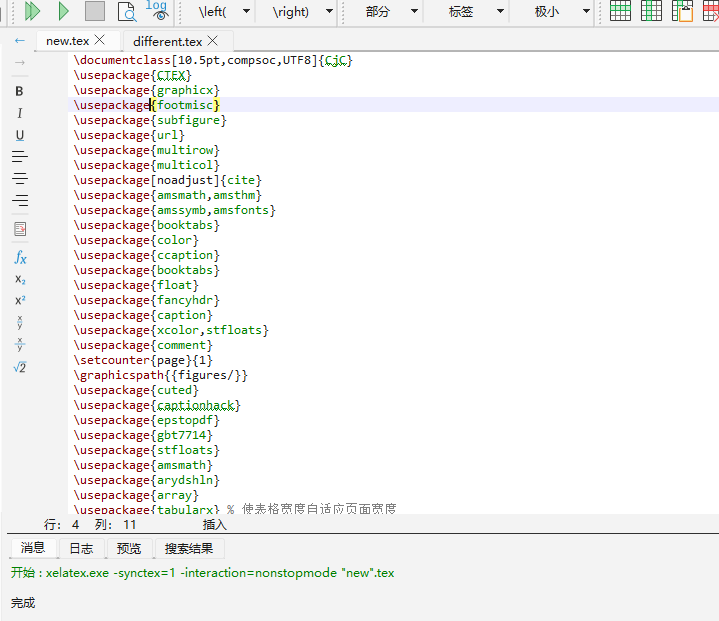 log
\left(
\right)
部分
标签
极小
new.tex
different.tex
\documentclass[10.5pt,compsoc,UTF8]{CjC}
\usepackage{CTEX}
\usepackage{graphicx}
\usepackage{footmisc}
\usepackage{subfigure}
\usepackage{url}
\usepackage{multirow}
\usepackage{multicol}
\usepackage[noadjust]{cite}
\usepackage{amsmath,amsthm}
\usepackage{amssymb,amsfonts}
\usepackage{booktabs}
\usepackage{color}
\usepackage{ccaption}
\usepackage{booktabs}
\usepackage{float}
\usepackage{fancyhdr}
\usepackage{caption}
\usepackage{xcolor,stfloats}
\usepackage{comment}
\setcounter{page}{1}
\graphicspath{{figures/}}
\usepackage{cuted}
\usepackage{captionhack}
\usepackage{epstopdf}
\usepackage{gbt7714}
\usepackage{stfloats}
\usepackage{amsmath}
\usepackage{arydshln}
\usepackage{array}
\usepackage{tabularx} % 使表格宽度自适应页面宽度
B
I
U
fx
x₂
x²
x/y
x/y
√2
行: 4 列: 11 插入
消息 日志 预览 搜索结果
开始 : xelatex.exe -synctex=1 -interaction=nonstopmode "new".tex
完成